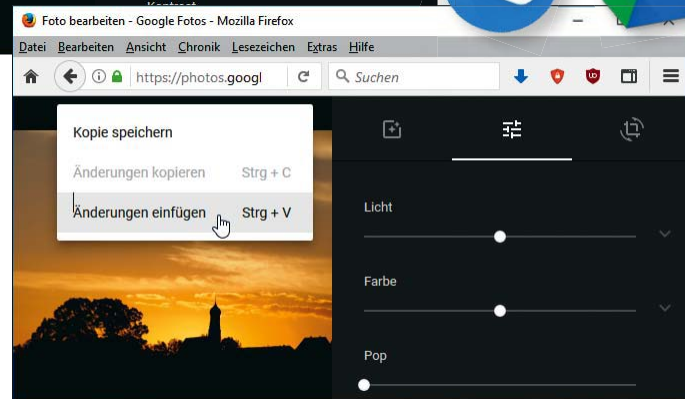 Foto bearbeiten - Google Fotos - Mozilla Firefox
Datei Bearbeiten Ansicht Chronik Lesezeichen Extras Hilfe
https://photos.googl
Suchen
Kopie speichern
Änderungen kopieren Strg + C
Änderungen einfügen Strg + V
Licht
Farbe
Pop